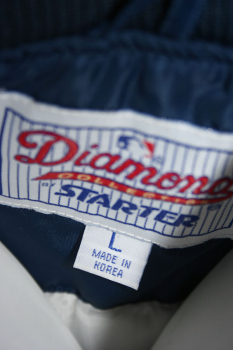 Diamond
COLLECTION
BY STARTER
L
MADE IN
KOREA